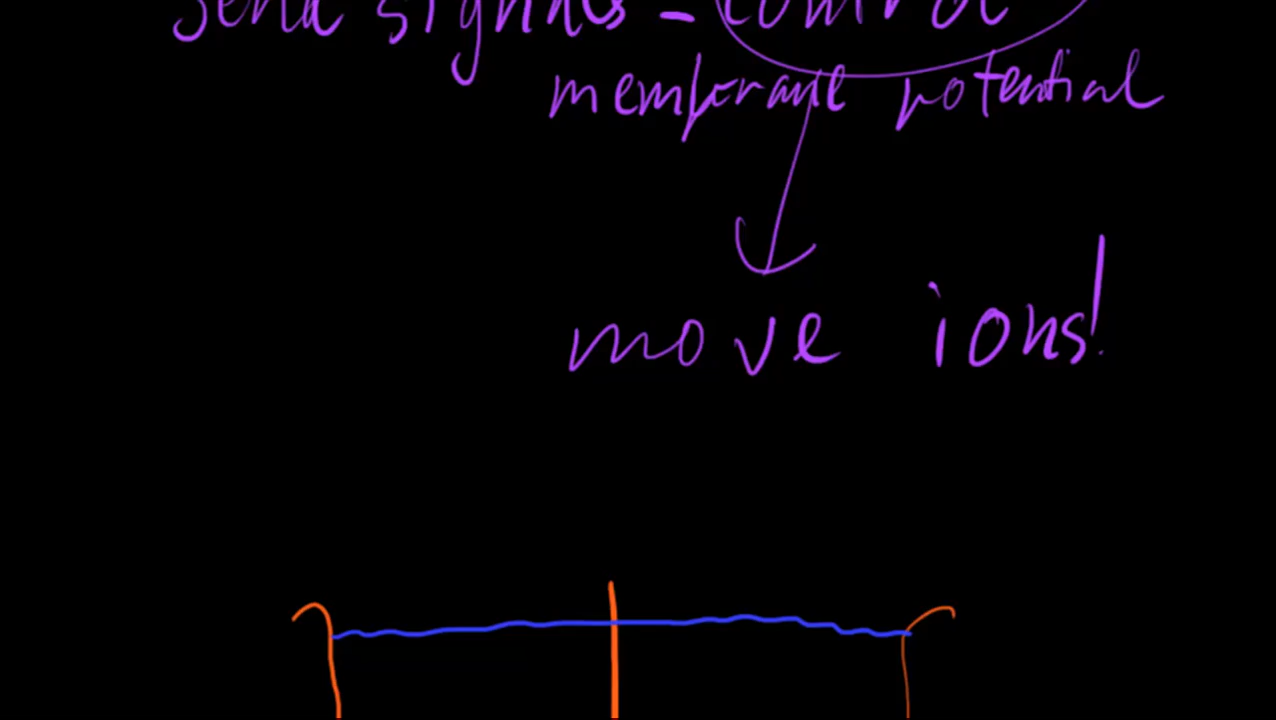 send signals = control
membrane potential
move ions!